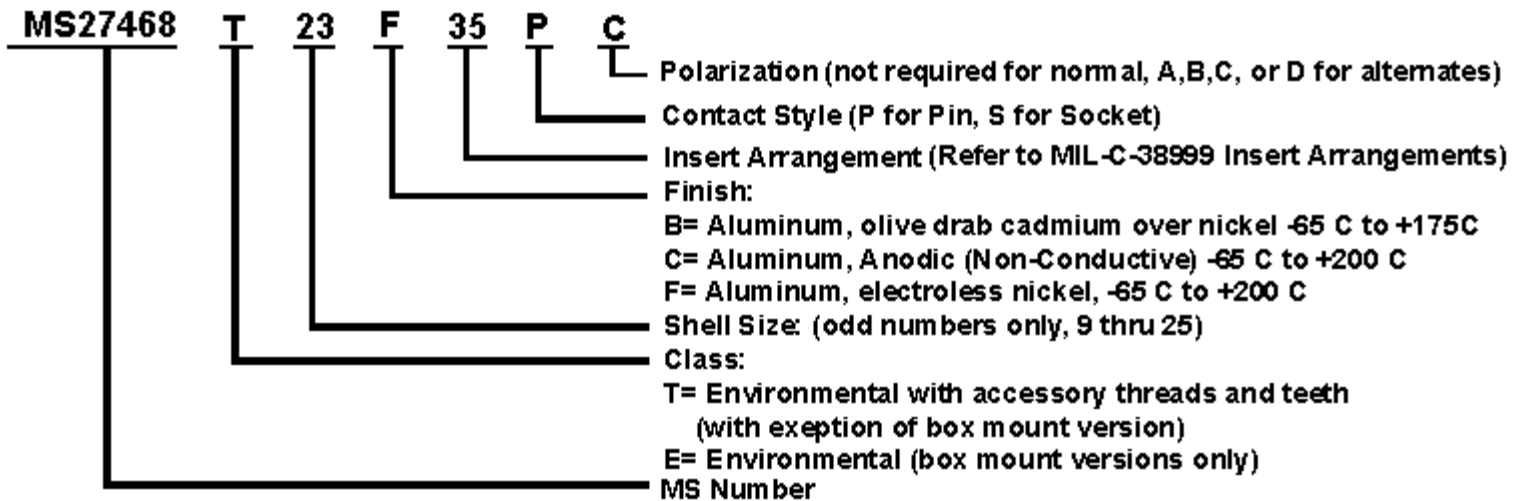 MS27468 T 23 F 35 P C
Polarization (not required for normal, A,B,C, or D for alternates)
Contact Style (P for Pin, S for Socket)
Insert Arrangement (Refer to MIL-C-38999 Insert Arrangements)
Finish:
B= Aluminum, olive drab cadmium over nickel -65 C to +175C
C= Aluminum, Anodic (Non-Conductive) -65 C to +200 C
F= Aluminum, electroless nickel, -65 C to +200 C
Shell Size: (odd numbers only, 9 thru 25)
Class:
T= Environmental with accessory threads and teeth
(with exeption of box mount version)
E= Environmental (box mount versions only)
MS Number